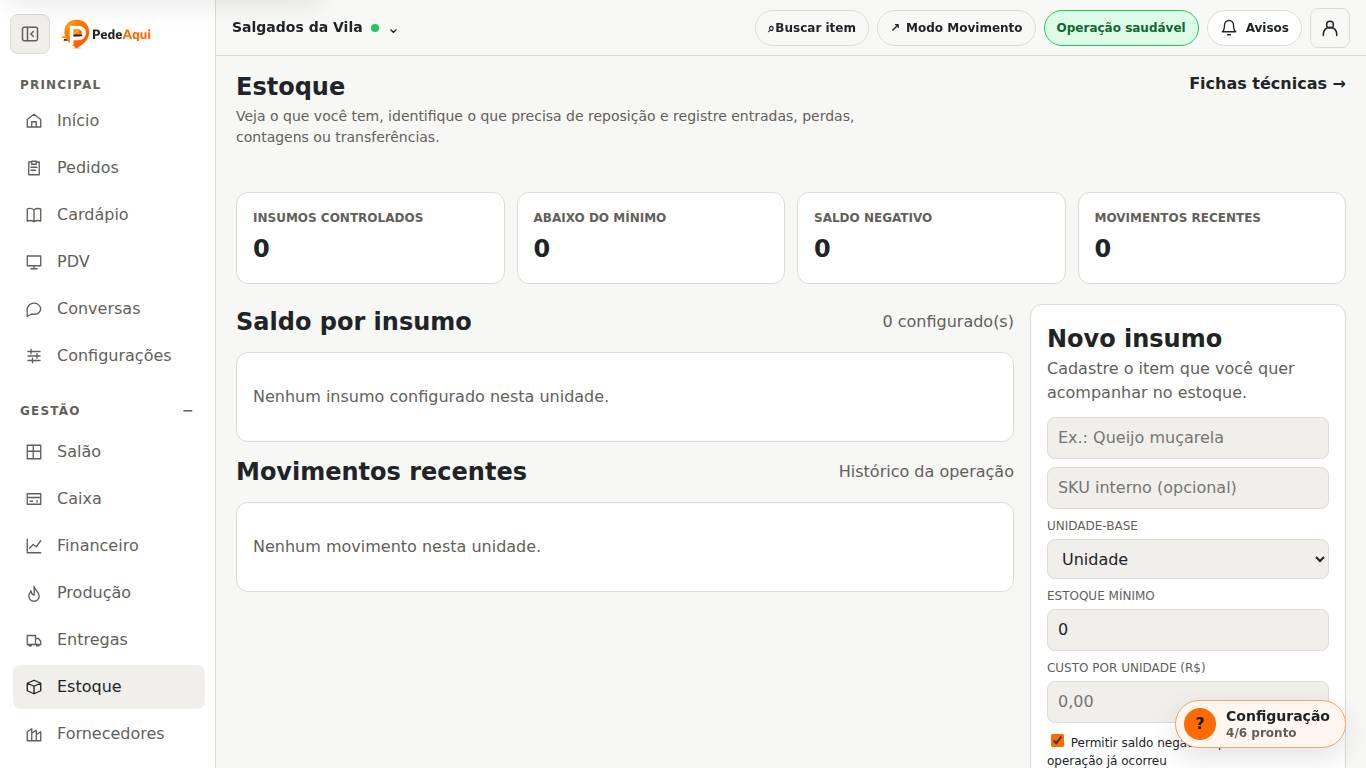 PedeAqui
Salgados da Vila
Buscar item
↗ Modo Movimento
Operação saudável
Avisos
PRINCIPAL
Início
Pedidos
Cardápio
PDV
Conversas
Configurações
GESTÃO
Salão
Caixa
Financeiro
Produção
Entregas
Estoque
Fornecedores
Estoque
Fichas técnicas →
Veja o que você tem, identifique o que precisa de reposição e registre entradas, perdas,
contagens ou transferências.
INSUMOS CONTROLADOS
0
ABAIXO DO MÍNIMO
0
SALDO NEGATIVO
0
MOVIMENTOS RECENTES
0
Saldo por insumo
0 configurado(s)
Nenhum insumo configurado nesta unidade.
Movimentos recentes
Histórico da operação
Nenhum movimento nesta unidade.
Novo insumo
Cadastre o item que você quer
acompanhar no estoque.
Ex.: Queijo muçarela
SKU interno (opcional)
UNIDADE-BASE
Unidade
ESTOQUE MÍNIMO
0
CUSTO POR UNIDADE (R$)
0,00
Permitir saldo
operação já ocorreu
?
Configuração
4/6 pronto